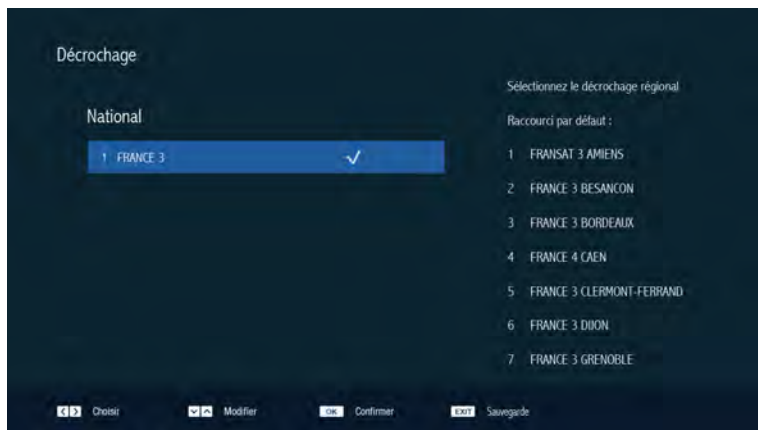 Décrochage
National
1 FRANCE 3
Sélectionnez le décrochage régional
Raccourci par défaut :
1 FRANSAT 3 AMIENS
2 FRANCE 3 BESANCON
3 FRANCE 3 BORDEAUX
4 FRANCE 4 CAEN
5 FRANCE 3 CLERMONT-FERRAND
6 FRANCE 3 DIJON
7 FRANCE 3 GRENOBLE
Choisir Modifier OK Confirmer EXIT Sauvegarde